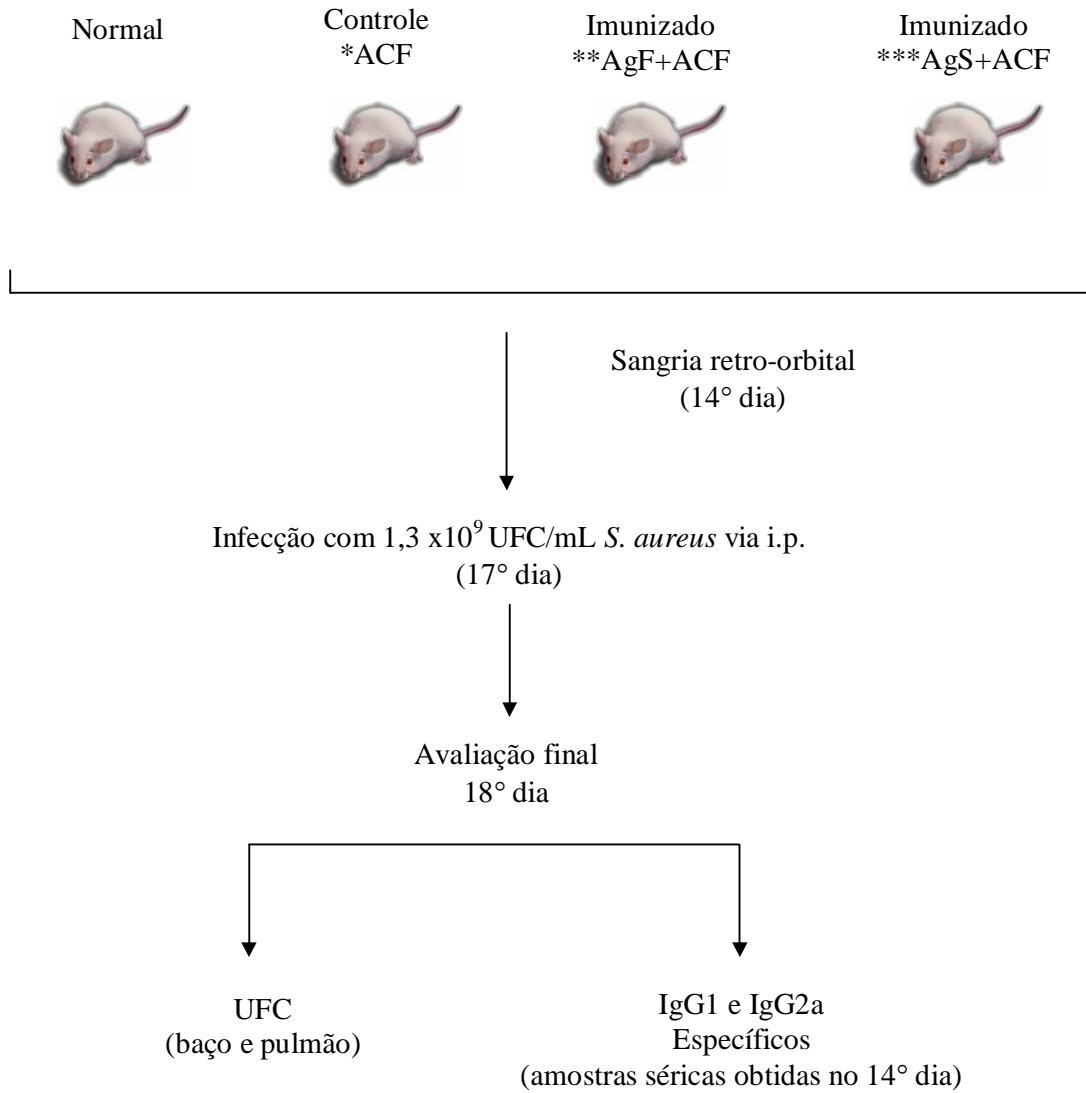 Normal
Controle
*ACF
Imunizado
**AgF+ACF
Imunizado
***AgS+ACF
Sangria retro-orbital
(14° dia)
Infecção com 1,3 x10⁹ UFC/mL S. aureus via i.p.
(17° dia)
Avaliação final
18° dia
UFC
(baço e pulmão)
IgG1 e IgG2a
Específicos
(amostras séricas obtidas no 14° dia)